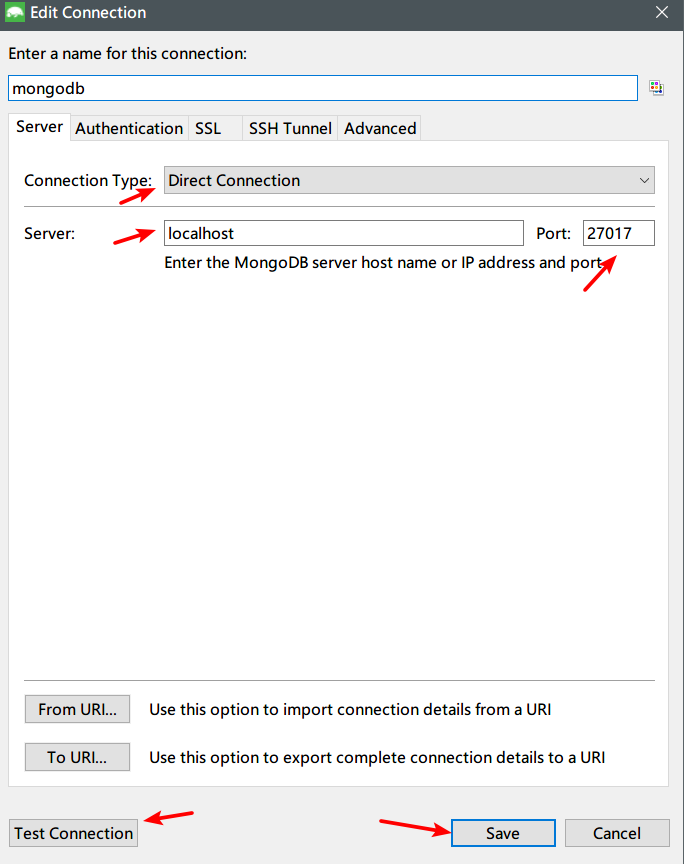 Edit Connection
Enter a name for this connection:
mongodb
Server Authentication SSL SSH Tunnel Advanced
Connection Type: Direct Connection
Server: localhost Port: 27017
Enter the MongoDB server host name or IP address and port
From URI... Use this option to import connection details from a URI
To URI... Use this option to export complete connection details to a URI
Test Connection Save Cancel